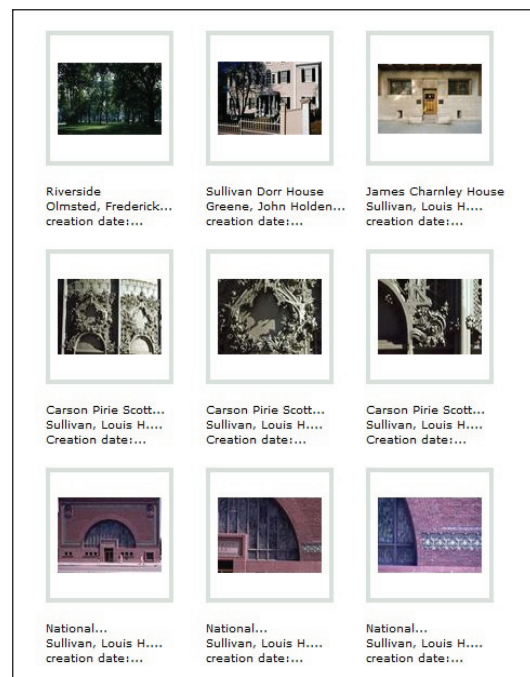 Riverside
Olmsted, Frederick...
creation date:...
Sullivan Dorr House
Greene, John Holden...
creation date:...
James Charnley House
Sullivan, Louis H....
creation date:...
Carson Pirie Scott...
Sullivan, Louis H....
Creation date:...
Carson Pirie Scott...
Sullivan, Louis H....
Creation date:...
Carson Pirie Scott...
Sullivan, Louis H....
Creation date:...
National...
Sullivan, Louis H....
creation date:...
National...
Sullivan, Louis H....
creation date:...
National...
Sullivan, Louis H....
creation date:...